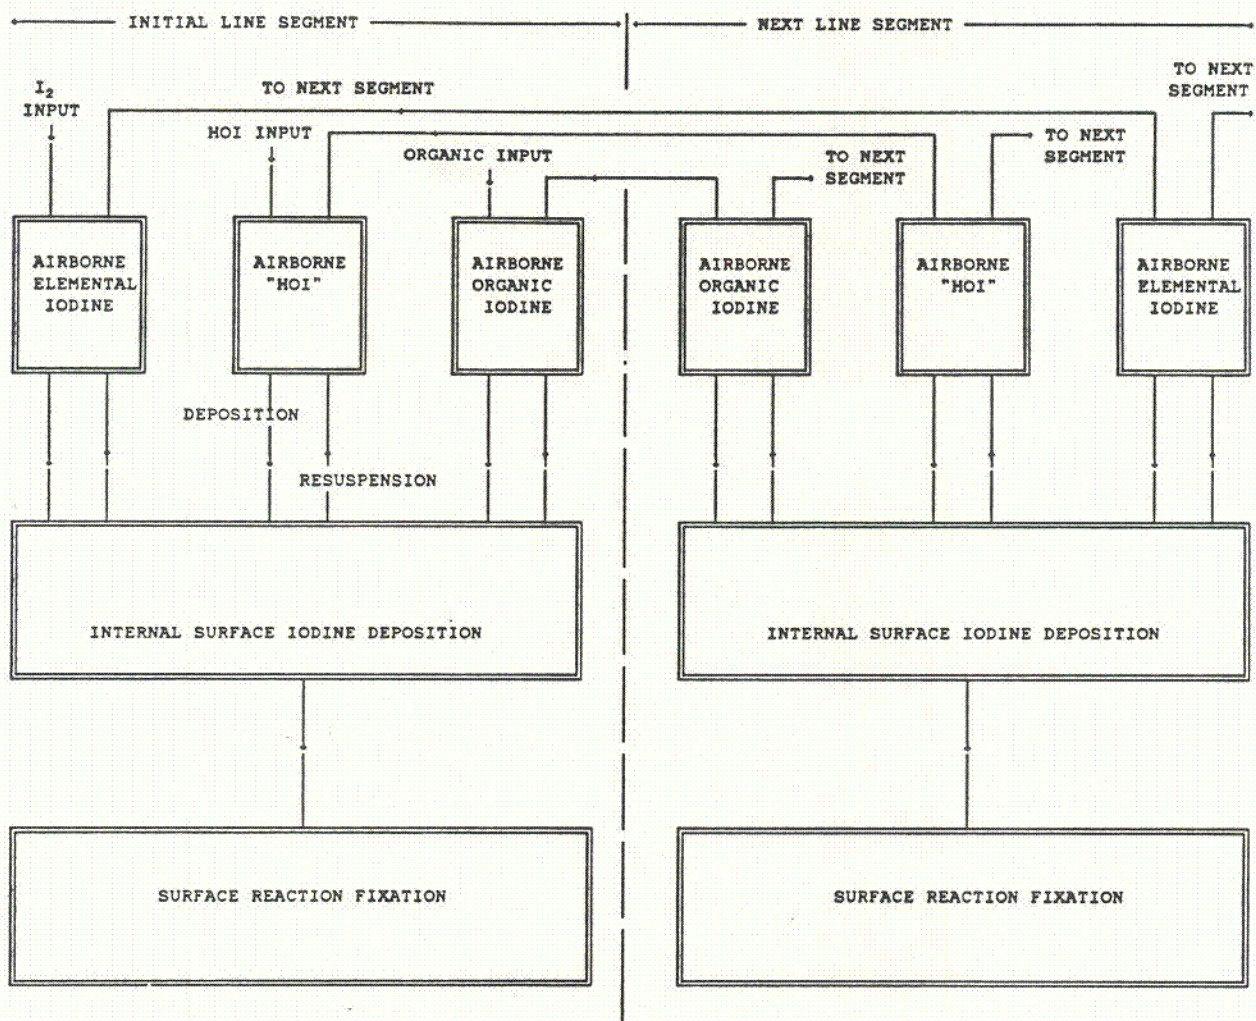 INITIAL LINE SEGMENT
NEXT LINE SEGMENT
I₂
INPUT
TO NEXT SEGMENT
TO NEXT
SEGMENT
HOI INPUT
ORGANIC INPUT
TO NEXT
SEGMENT
TO NEXT
SEGMENT
AIRBORNE
ELEMENTAL
IODINE
AIRBORNE
"HOI"
AIRBORNE
ORGANIC
IODINE
AIRBORNE
ORGANIC
IODINE
AIRBORNE
"HOI"
AIRBORNE
ELEMENTAL
IODINE
DEPOSITION
RESUSPENSION
INTERNAL SURFACE IODINE DEPOSITION
INTERNAL SURFACE IODINE DEPOSITION
SURFACE REACTION FIXATION
SURFACE REACTION FIXATION